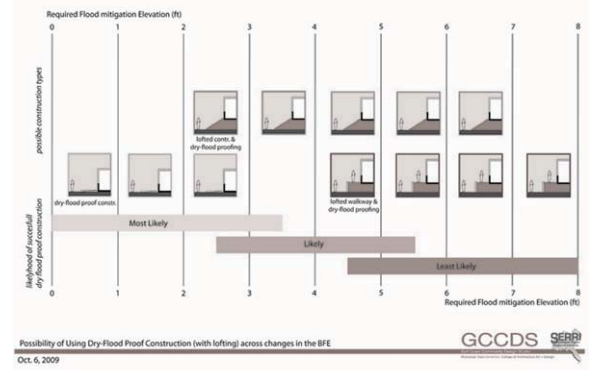 Required Flood mitigation Elevation (ft)
0 1 2 3 4 5 6 7 8
possible construction types
lofted contr. &
dry-flood proofing
dry-flood proof constr.
lofted walkway &
dry-flood proofing
likelyhood of succesfull
dry flood proof construction
Most Likely
Likely
Least Likely
0 1 2 3 4 5 6 7 8
Required Flood mitigation Elevation (ft)
Possibility of Using Dry-Flood Proof Construction (with lofting) across changes in the BFE
GCCDS
SERRI
Oct. 6, 2009